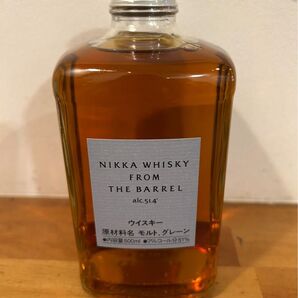 NIKKA WHISKY
FROM
THE BARREL
alc.51.4°
ウイスキー
原材料名 モルト、グレーン
●内容量500ml ●アルコール分51%